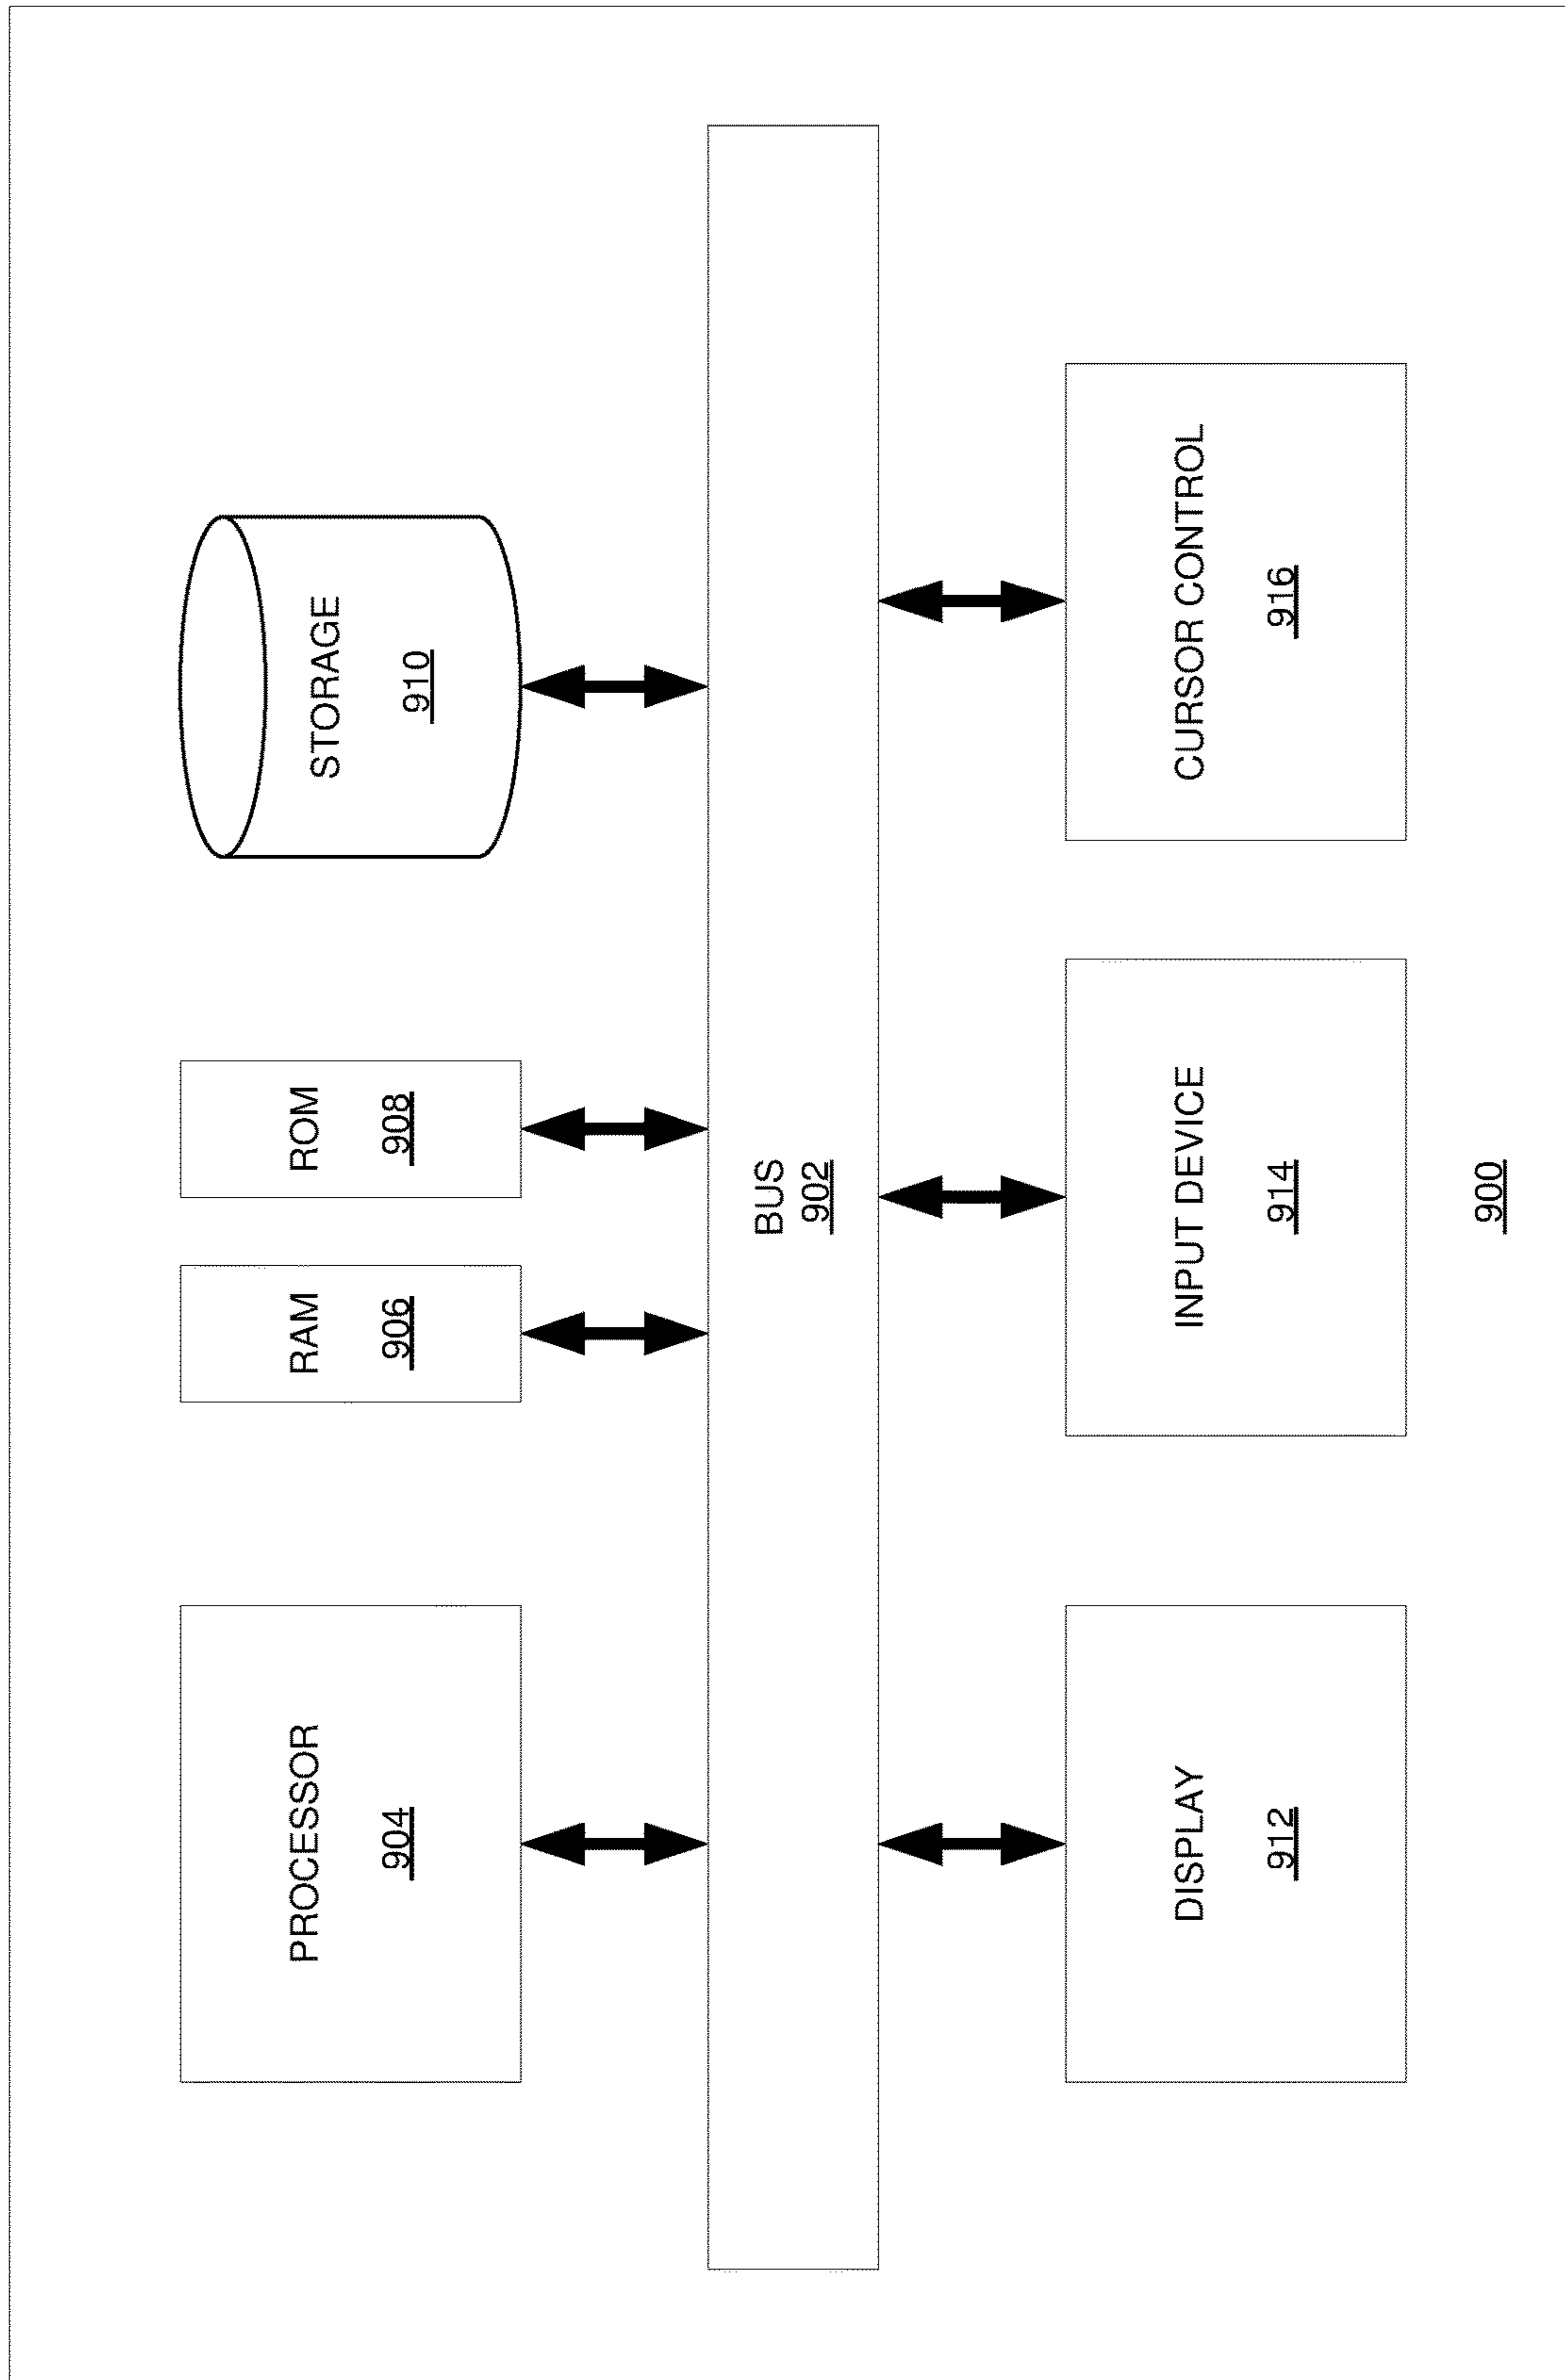 PROCESSOR
904
RAM
906
ROM
908
STORAGE
910
BUS
902
DISPLAY
912
INPUT DEVICE
914
CURSOR CONTROL
916
900